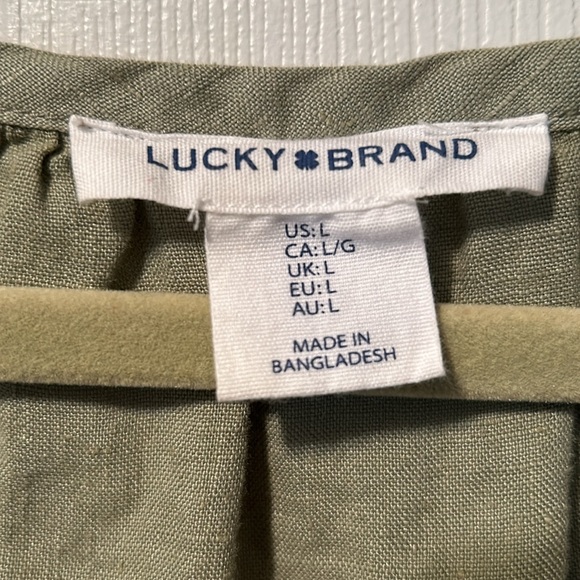 LUCKY BRAND
US: L
CA: L/G
UK: L
EU: L
AU: L
MADE IN
BANGLADESH